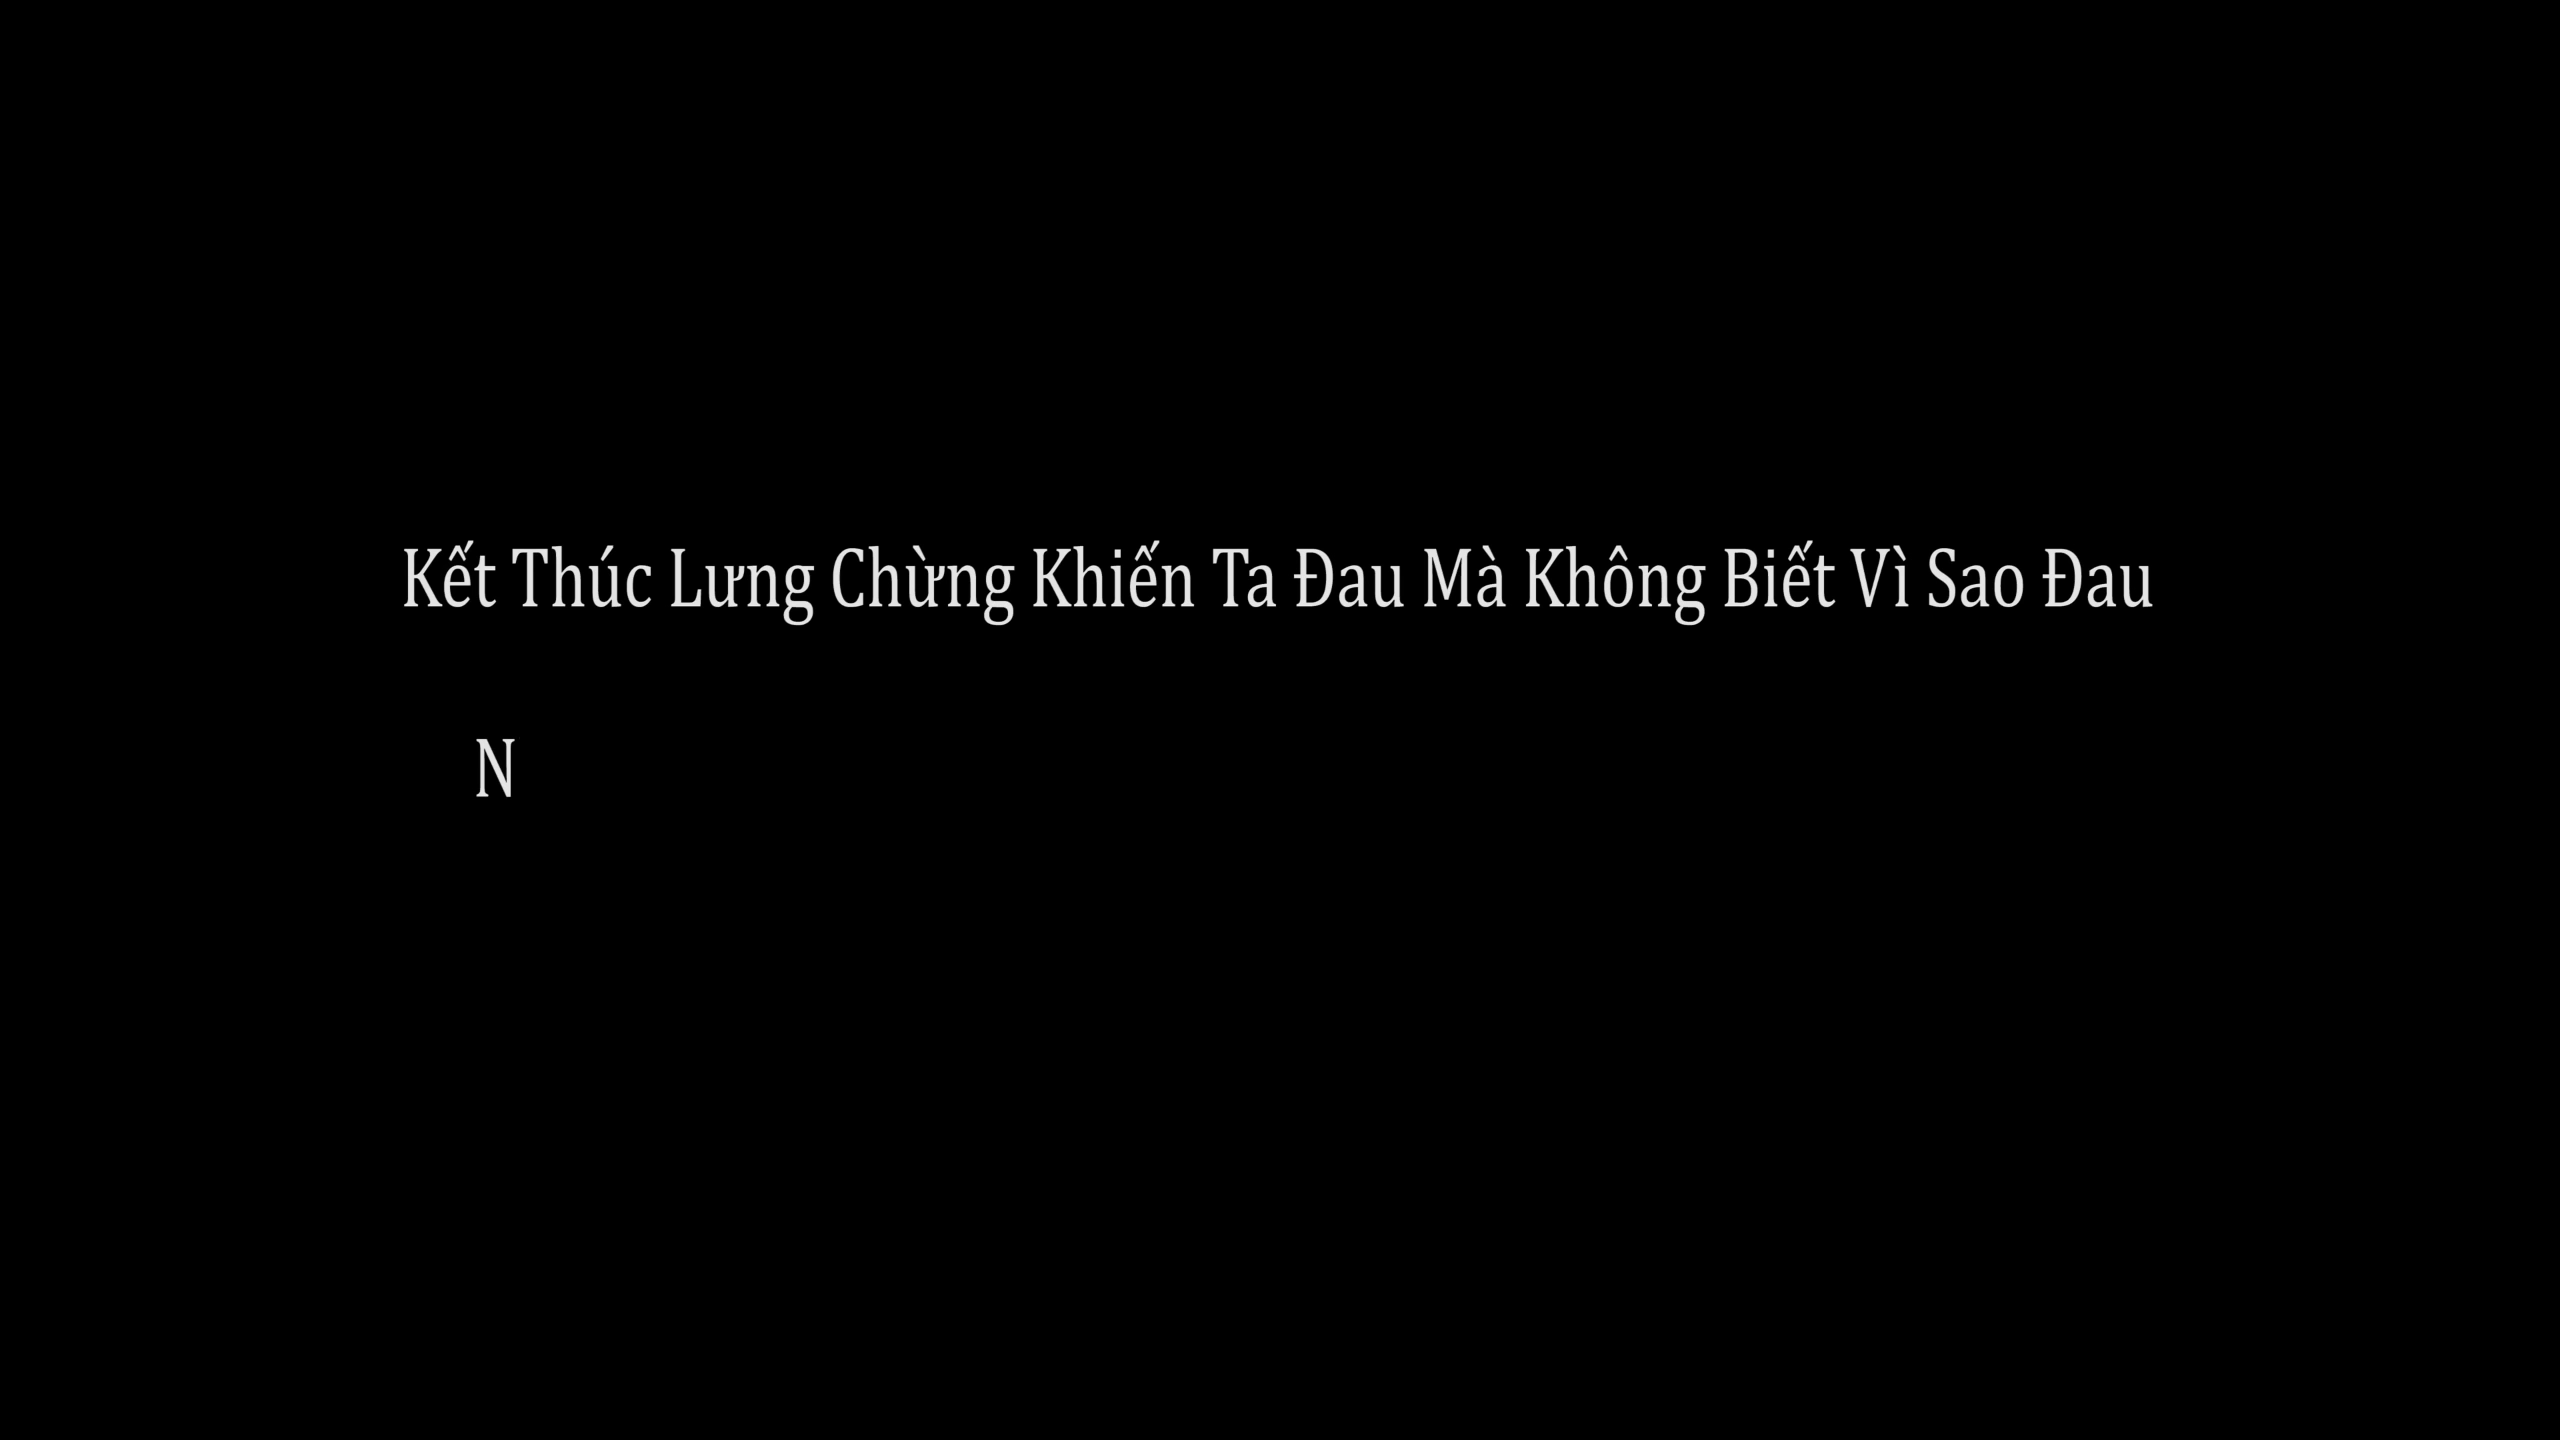 Kết Thúc Lưng Chừng Khiến Ta Đau Mà Không Biết Vì Sao Đau
N